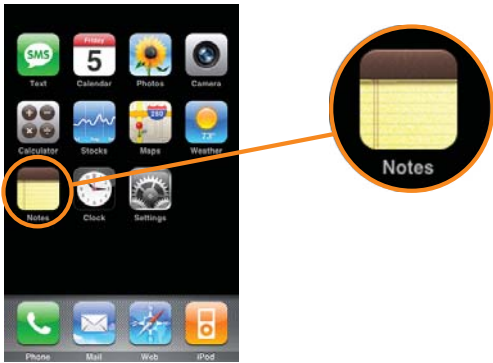 SMS
Friday
5
Text Calendar Photos Camera
280
73°
Calculator Stocks Maps Weather
Notes Clock Settings
Phone Mail Web iPod
Notes